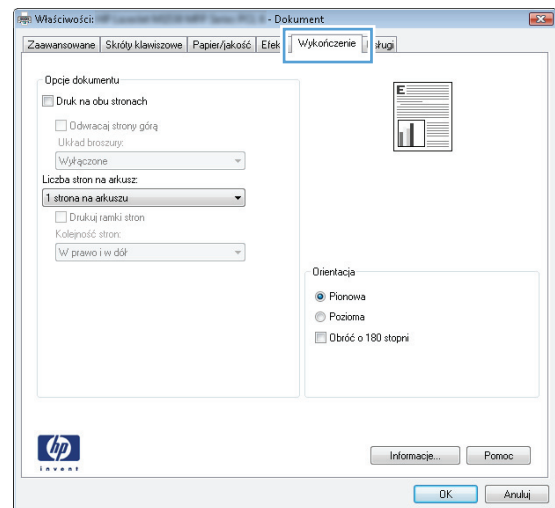 Właściwości: - Dokument
Zaawansowane Skróty klawiszowe Papier/jakość Efek Wykończenie sługi
Opcje dokumentu
Druk na obu stronach
Odwracaj strony górą
Układ broszury:
Wyłączone
Liczba stron na arkusz:
1 strona na arkuszu
Drukuj ramki stron
Kolejność stron:
W prawo i w dół
E
Orientacja
Pionowa
Pozioma
Obróć o 180 stopni
hp
invent
Informacje... Pomoc
OK Anuluj